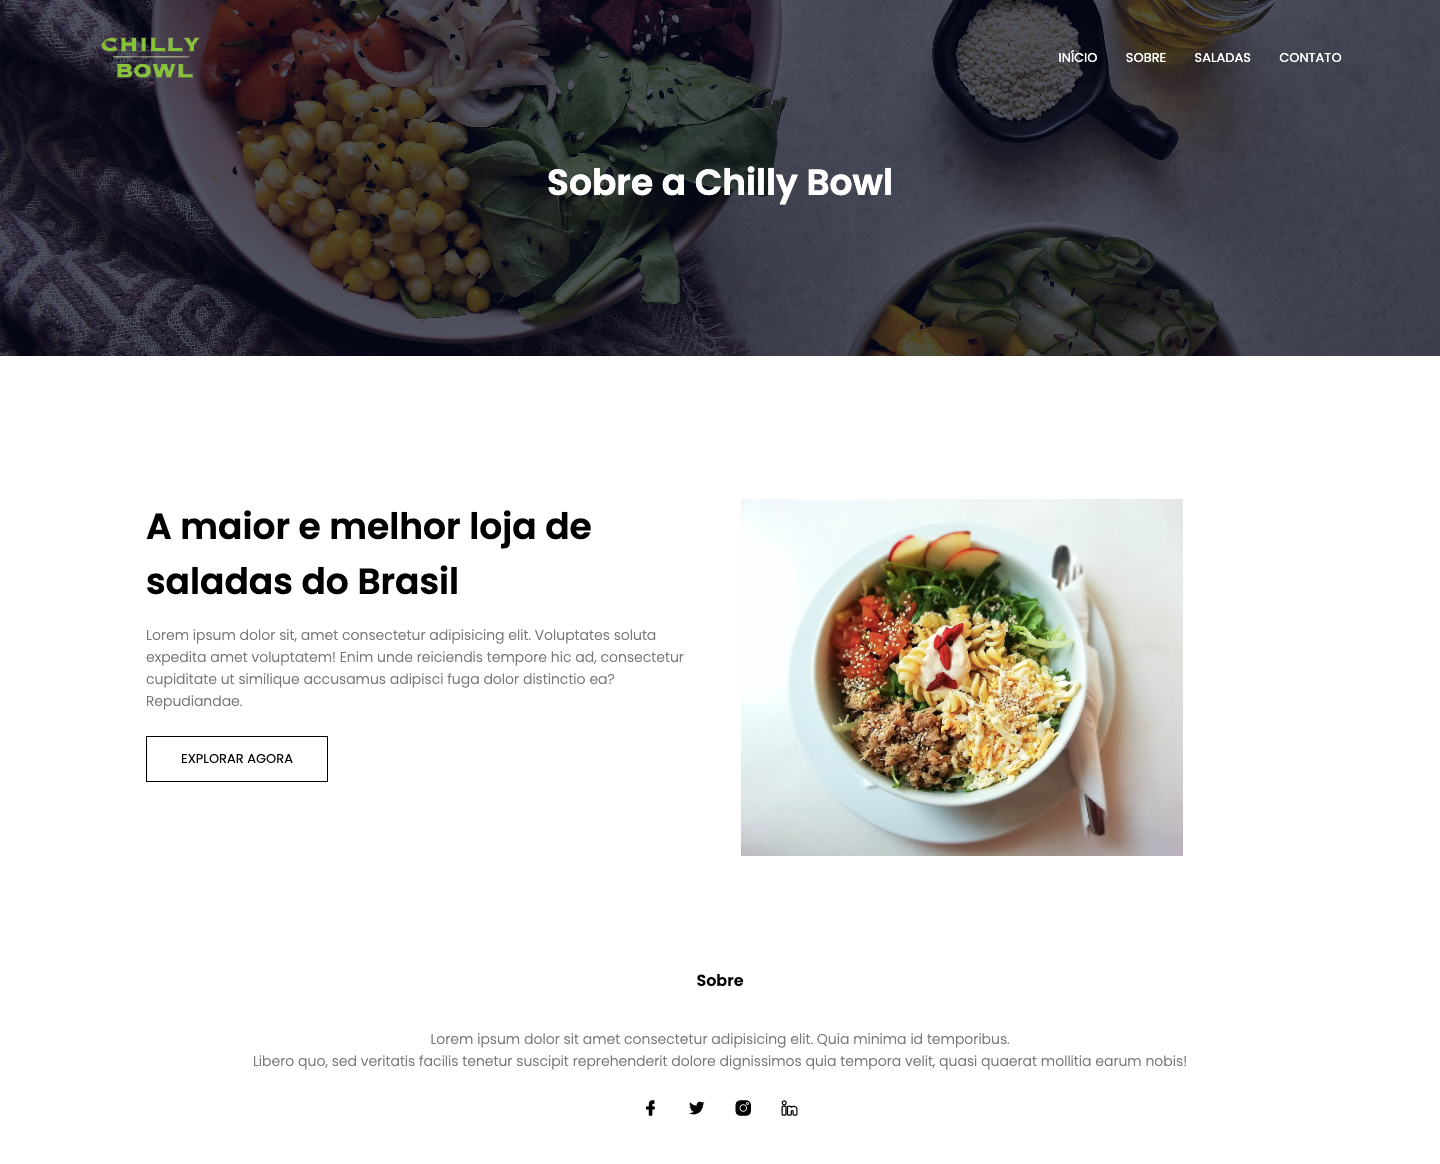 CHILLY
BOWL
INÍCIO SOBRE SALADAS CONTATO
Sobre a Chilly Bowl
A maior e melhor loja de
saladas do Brasil
Lorem ipsum dolor sit, amet consectetur adipisicing elit. Voluptates soluta
expedita amet voluptatem! Enim unde reiciendis tempore hic ad, consectetur
cupiditate ut similique accusamus adipisci fuga dolor distinctio ea?
Repudiandae.
EXPLORAR AGORA
Sobre
Lorem ipsum dolor sit amet consectetur adipisicing elit. Quia minima id temporibus.
Libero quo, sed veritatis facilis tenetur suscipit reprehenderit dolore dignissimos quia tempora velit, quasi quaerat mollitia earum nobis!